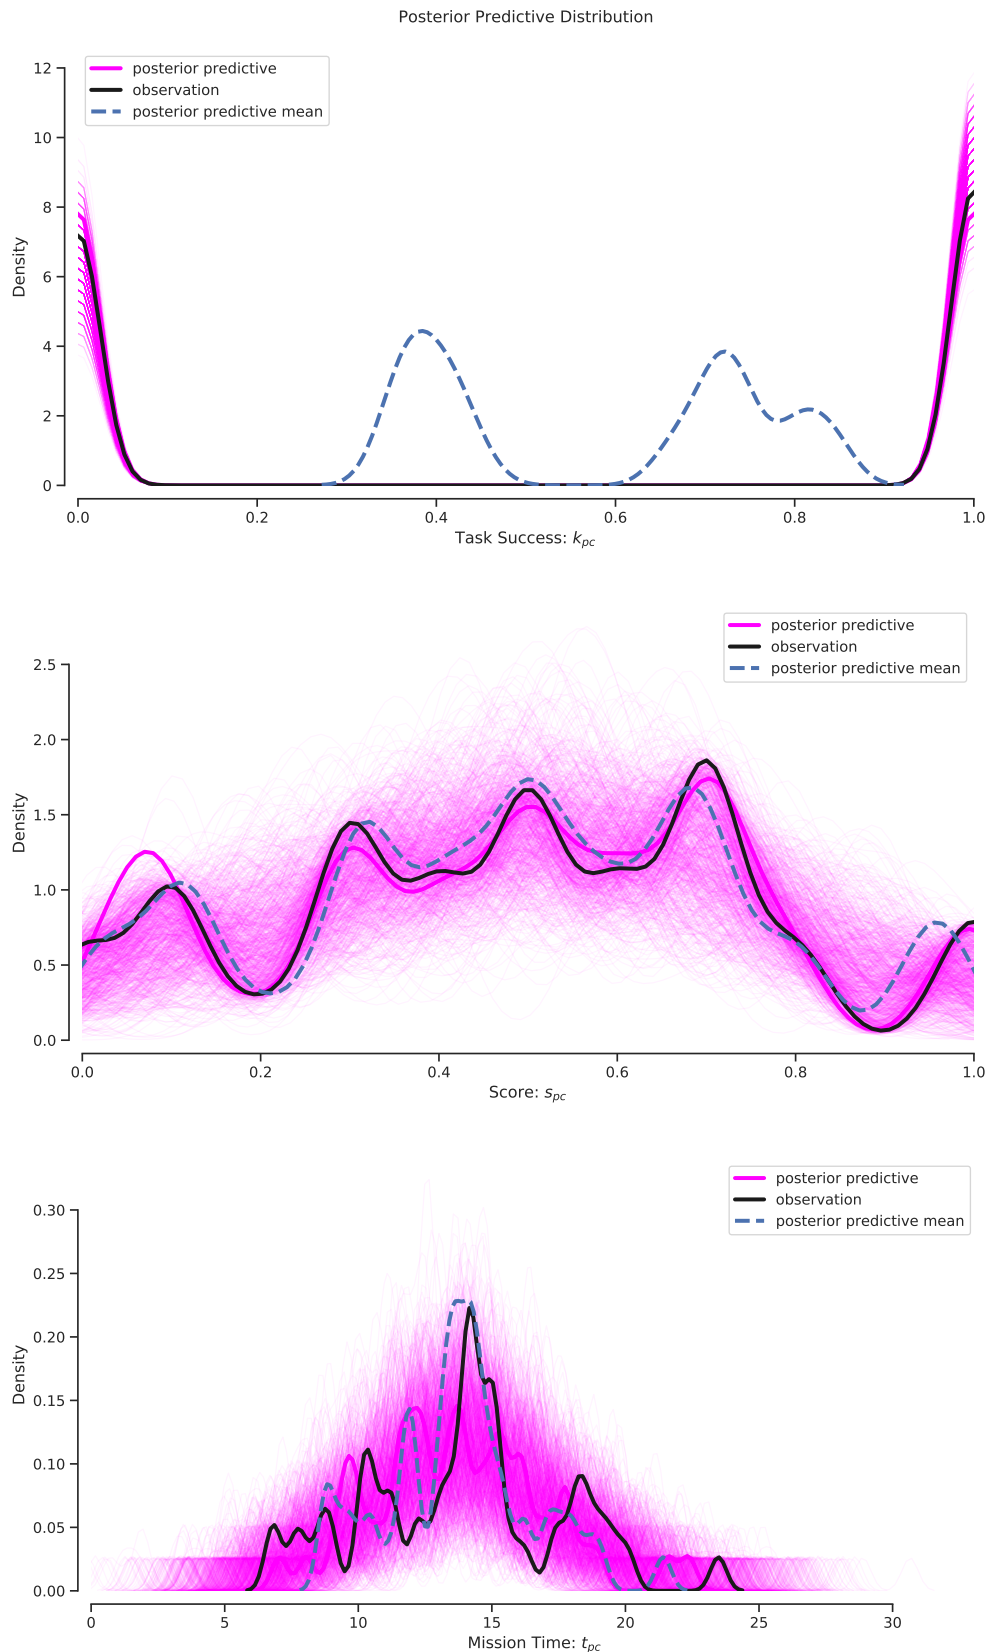 Posterior Predictive Distribution
posterior predictive
observation
posterior predictive mean
12
10
8
6
4
2
0
Density
0.0 0.2 0.4 0.6 0.8 1.0
Task Success: k_pc
posterior predictive
observation
posterior predictive mean
2.5
2.0
1.5
1.0
0.5
0.0
Density
0.0 0.2 0.4 0.6 0.8 1.0
Score: s_pc
posterior predictive
observation
posterior predictive mean
0.30
0.25
0.20
0.15
0.10
0.05
0.00
Density
0 5 10 15 20 25 30
Mission Time: t_pc